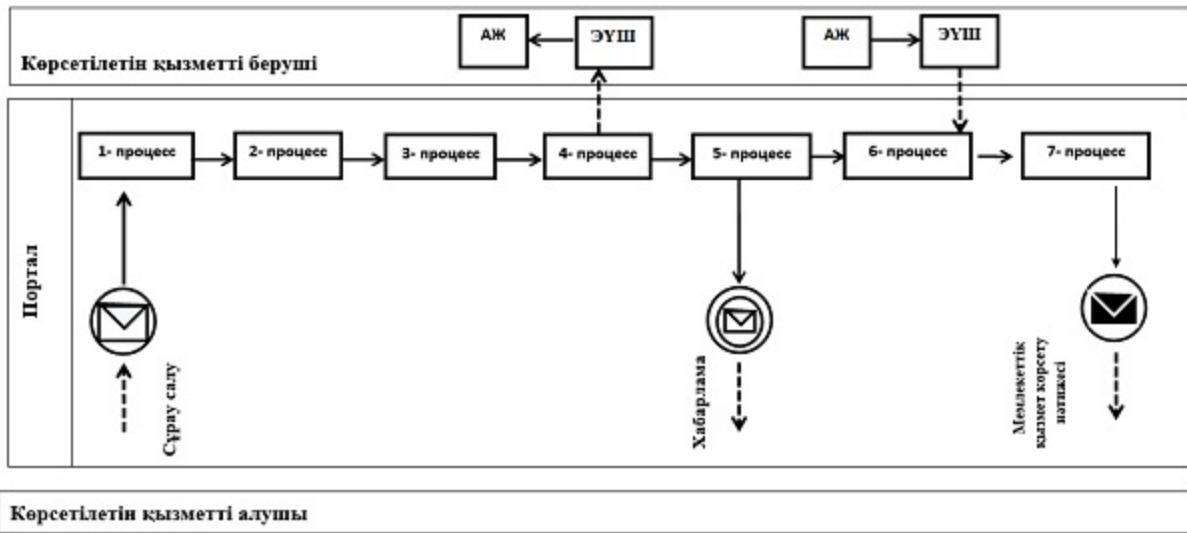 АЖ
ЭҮШ
АЖ
ЭҮШ
Көрсетілетін қызметті беруші
Портал
1- процесс
2- процесс
3- процесс
4- процесс
5- процесс
6- процесс
7- процесс
Сұрау салу
Хабарлама
Мемлекеттік
қызмет көрсету
нәтижесі
Көрсетілетін қызметті алушы